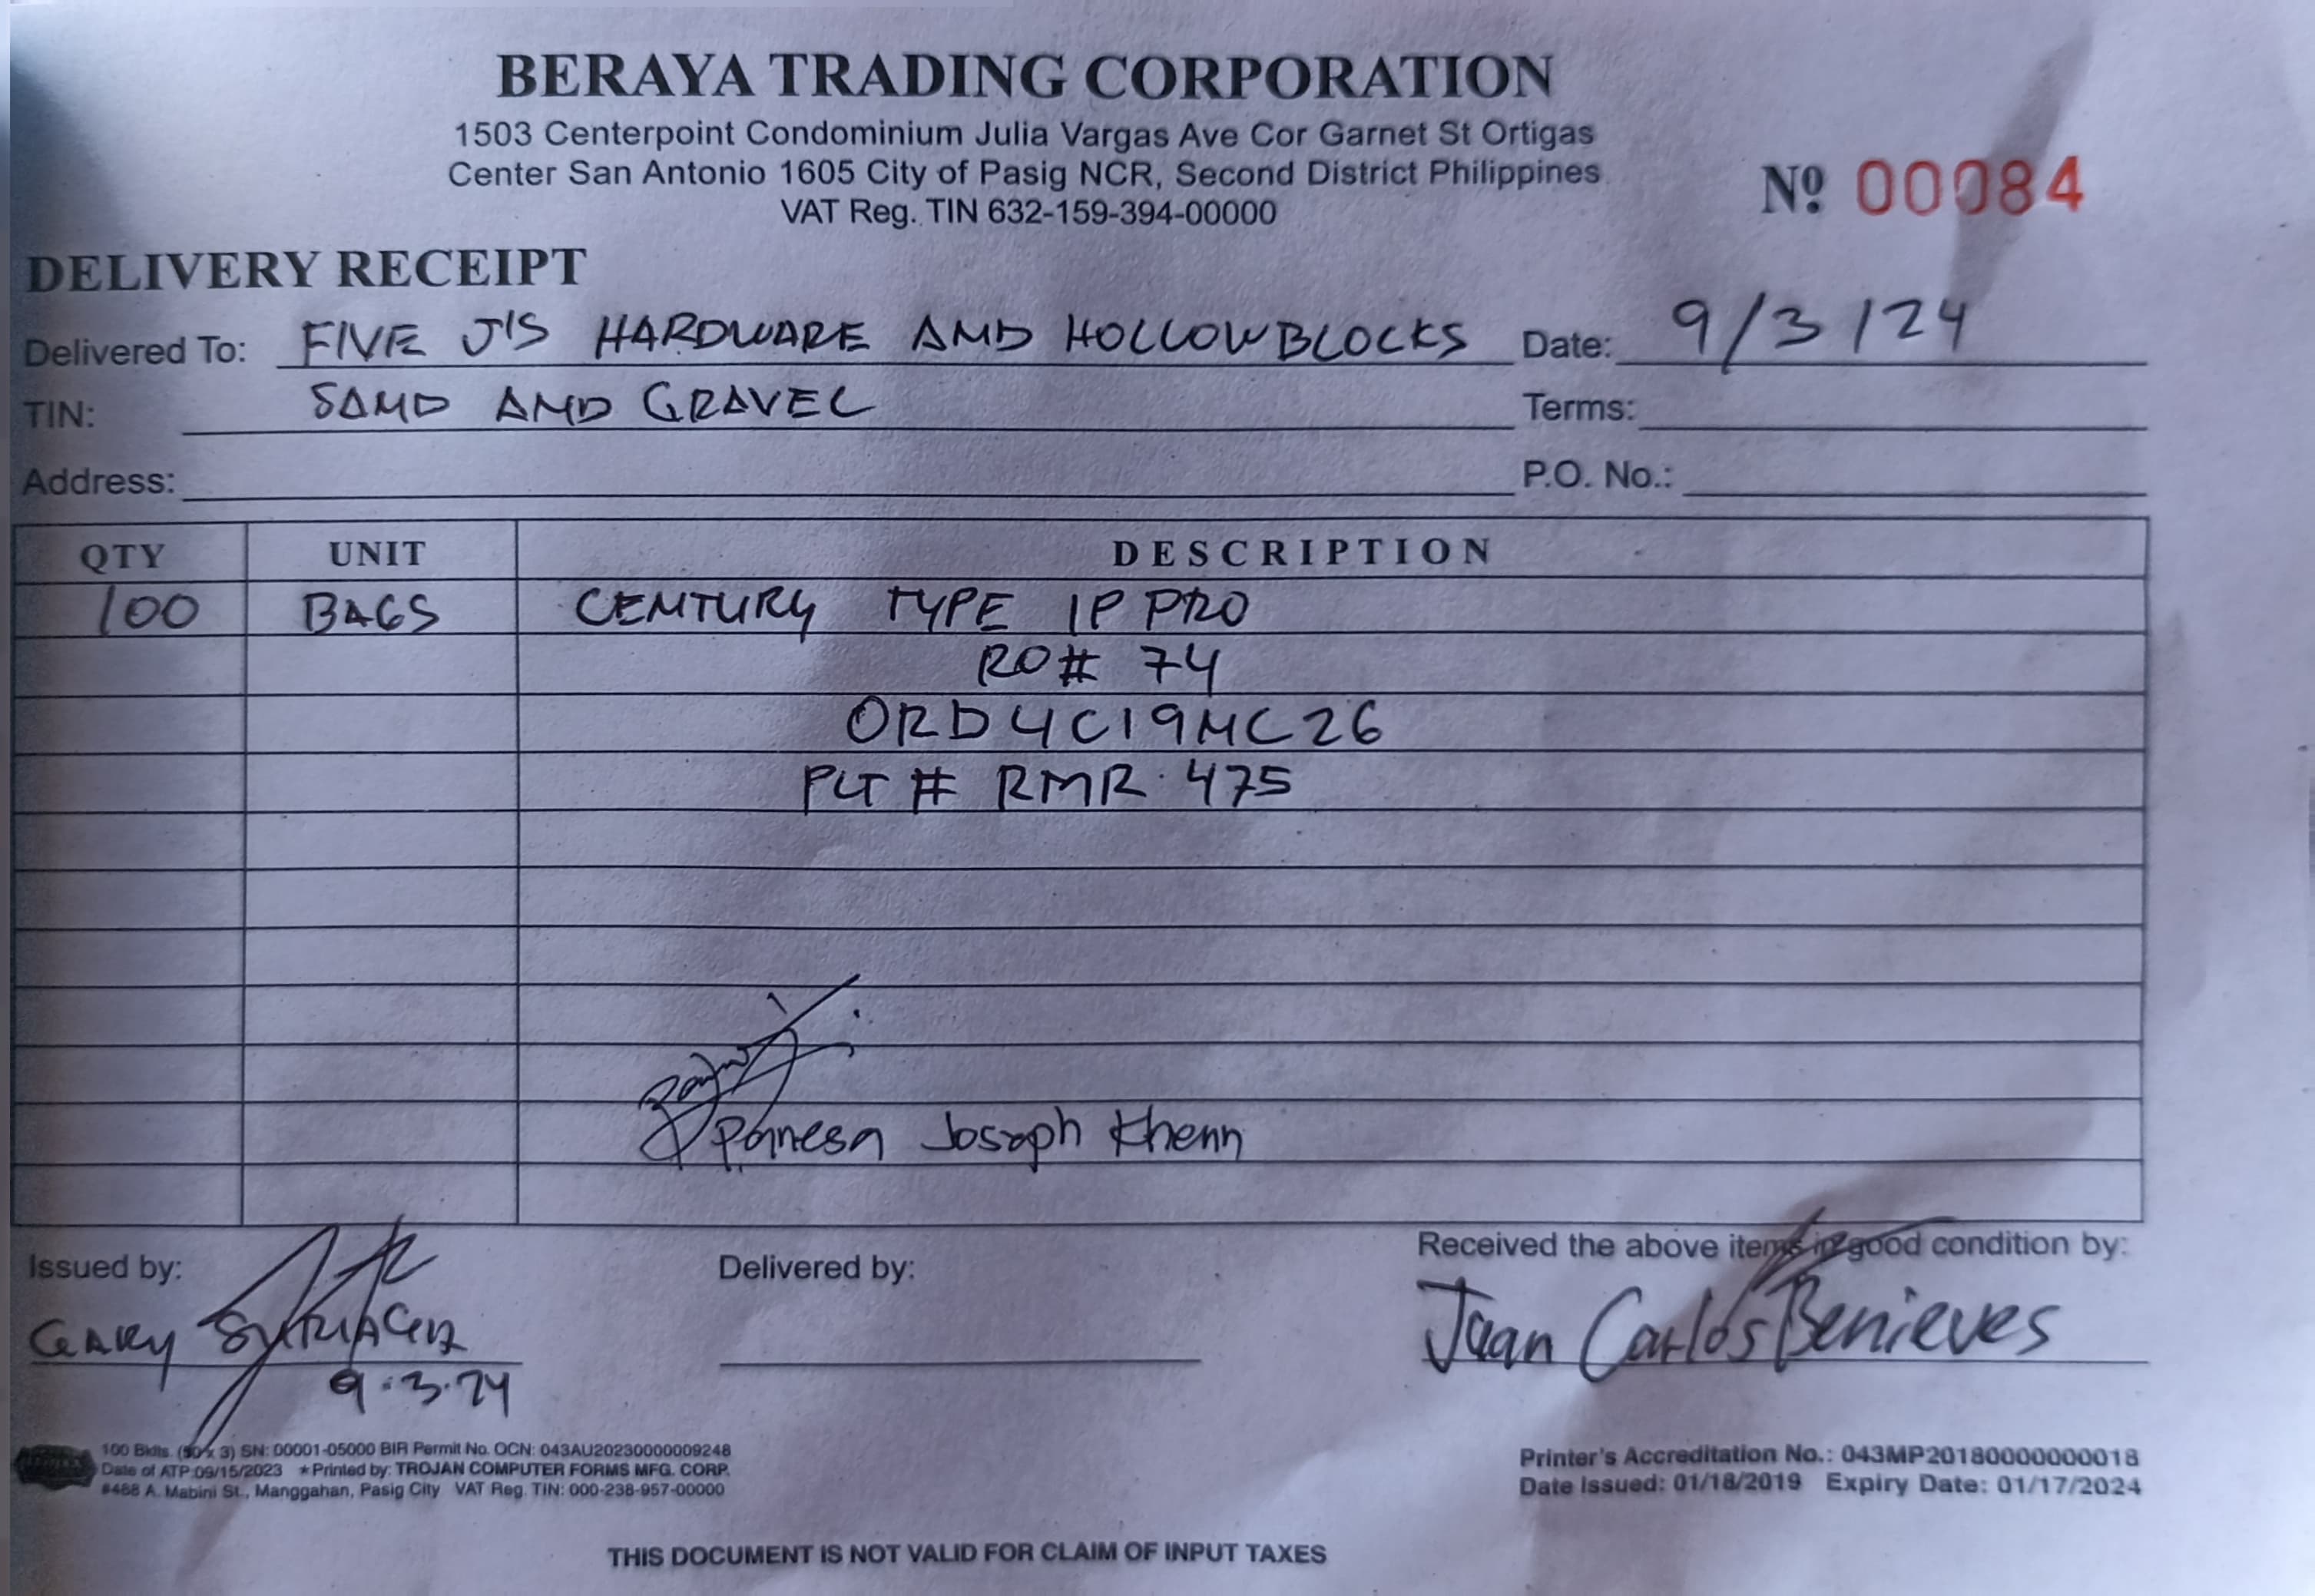 BERAYA TRADING CORPORATION
1503 Centerpoint Condominium Julia Vargas Ave Cor Garnet St Ortigas
Center San Antonio 1605 City of Pasig NCR, Second District Philippines
VAT Reg. TIN 632-159-394-00000
Nº 00084
DELIVERY RECEIPT
Delivered To: FIVE J'S HARDWARE AND HOLLOWBLOCKS Date: 9/3/24
TIN: SAND AND GRAVEL Terms:
Address: P.O. No.:
QTY UNIT DESCRIPTION
100 BAGS CENTURY TYPE 1P PRO
RO# 74
ORD4C19MC26
PLT # RMR 475
Panesa Joseph Khenn
Issued by: Delivered by: Received the above items in good condition by:
GARY Juan Carlos Benieves
9.3.24
100 Bklts. (50 x 3) SN: 00001-05000 BIR Permit No. OCN: 043AU20230000009248
Date of ATP:09/15/2023 ★Printed by: TROJAN COMPUTER FORMS MFG. CORP.
#468 A. Mabini St., Manggahan, Pasig City VAT Reg. TIN: 000-238-957-00000
Printer's Accreditation No.: 043MP20180000000018
Date Issued: 01/18/2019 Expiry Date: 01/17/2024
THIS DOCUMENT IS NOT VALID FOR CLAIM OF INPUT TAXES